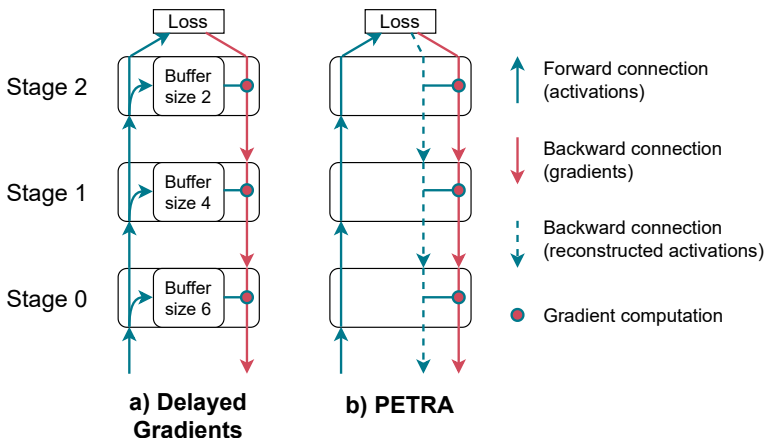 Loss
Loss
Stage 2
Buffer
size 2
Forward connection
(activations)
Backward connection
(gradients)
Stage 1
Buffer
size 4
Backward connection
(reconstructed activations)
Stage 0
Buffer
size 6
Gradient computation
a) Delayed
Gradients
b) PETRA